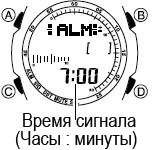 A B
:ALM:
[ ]
7:00
C D
Время сигнала
(Часы : минуты)